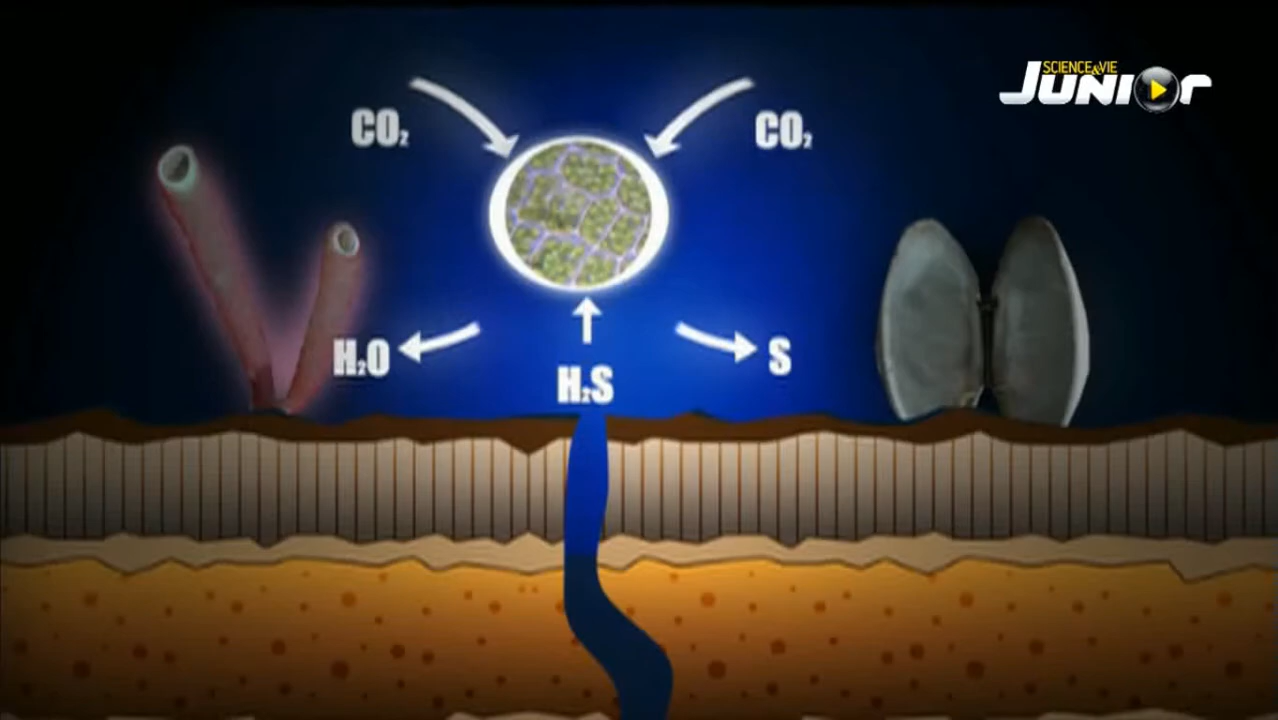 SCIENCE&VIE
JUNIOR
CO₂
CO₂
H₂O
H₂S
S